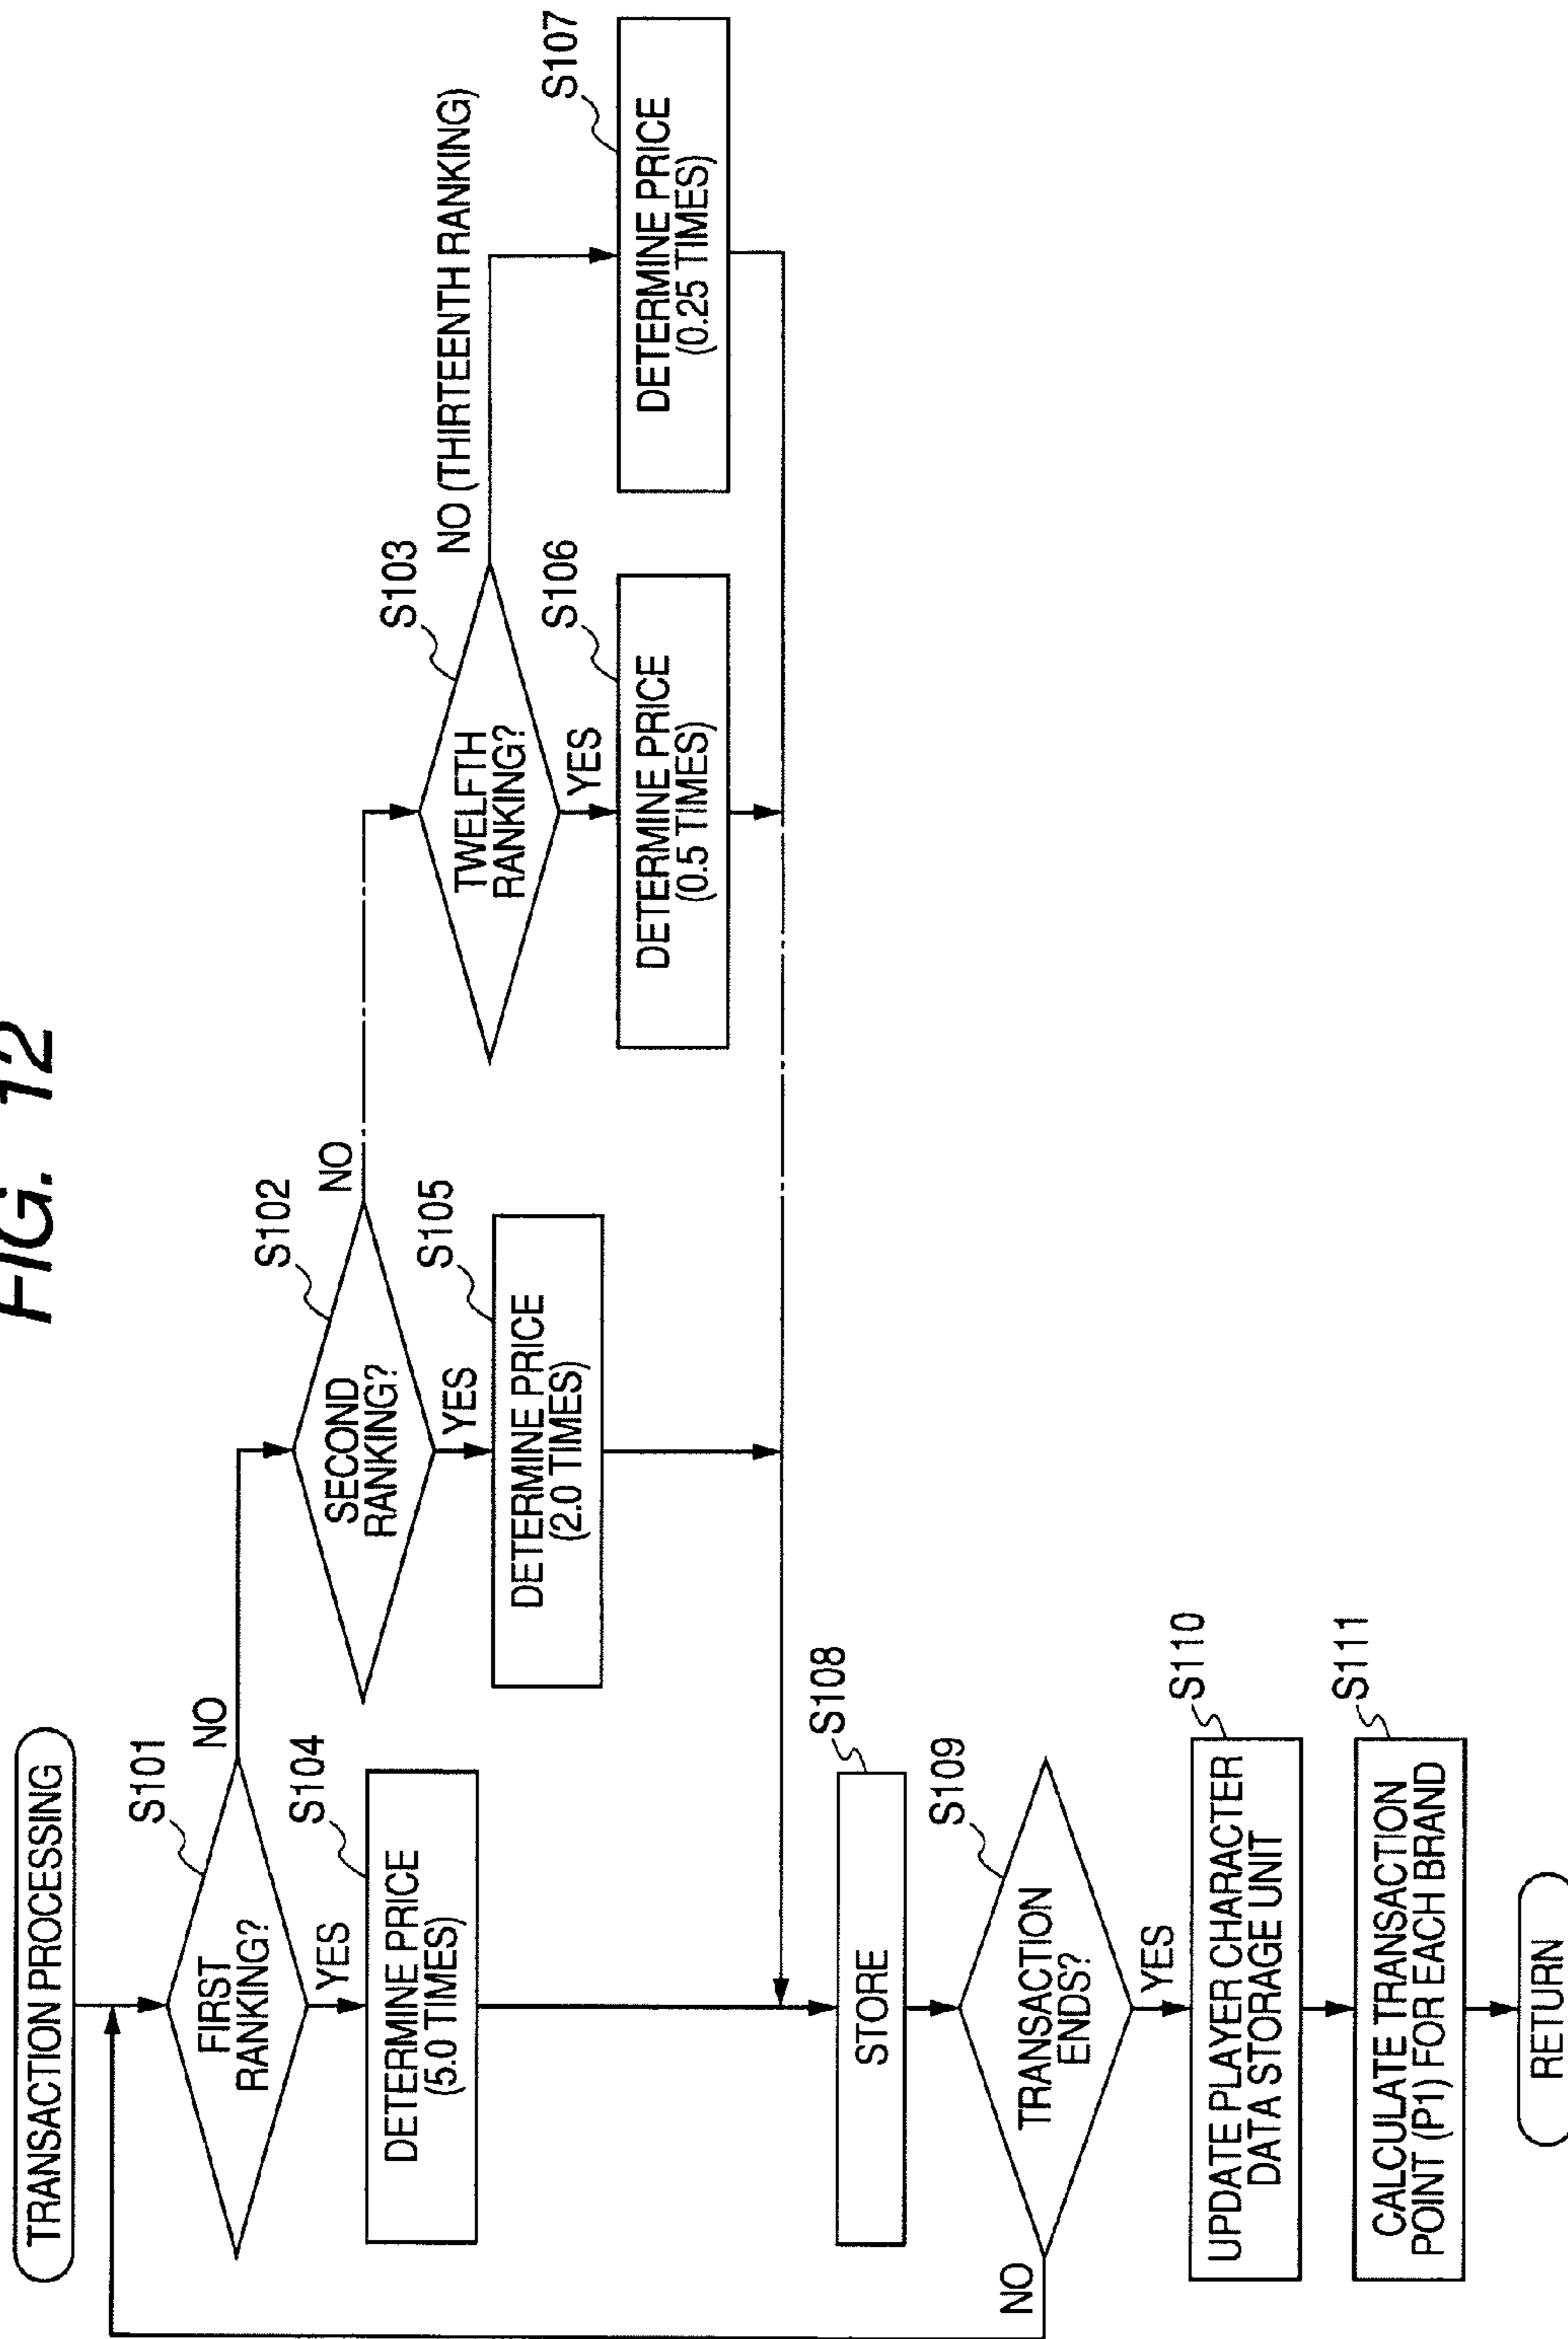 FIG. 12
TRANSACTION PROCESSING
S101
FIRST
RANKING?
NO
YES
S104
DETERMINE PRICE
(5.0 TIMES)
S102
SECOND
RANKING?
NO
YES
S105
DETERMINE PRICE
(2.0 TIMES)
S103
TWELFTH
RANKING?
NO (THIRTEENTH RANKING)
YES
S106
DETERMINE PRICE
(0.5 TIMES)
S107
DETERMINE PRICE
(0.25 TIMES)
S108
STORE
S109
TRANSACTION
ENDS?
NO
YES
S110
UPDATE PLAYER CHARACTER
DATA STORAGE UNIT
S111
CALCULATE TRANSACTION
POINT (P1) FOR EACH BRAND
RETURN